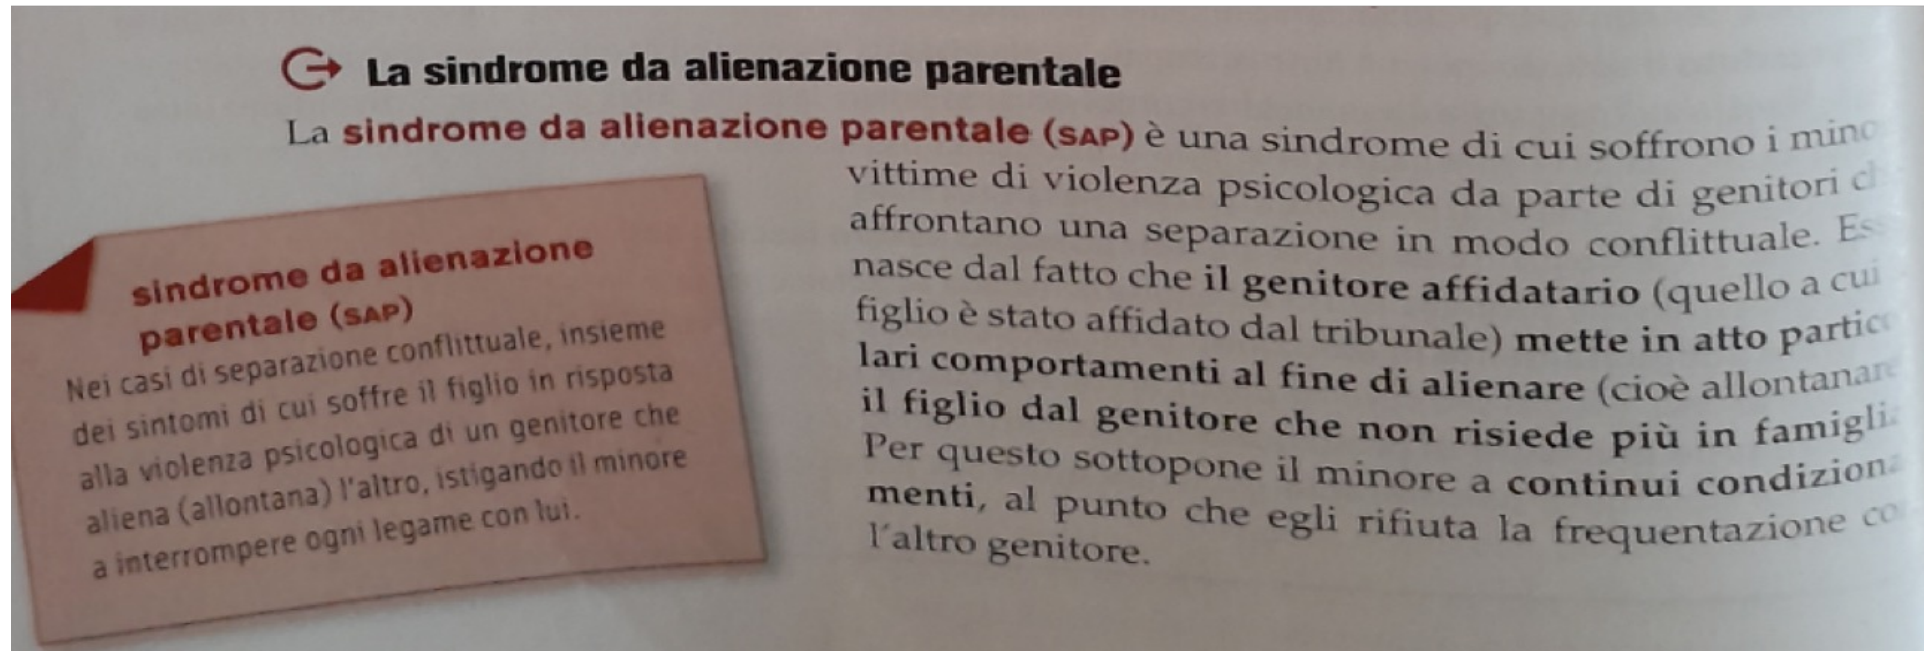 La sindrome da alienazione parentale
La sindrome da alienazione parentale (SAP) è una sindrome di cui soffrono i
vittime di violenza psicologica da parte di genitori
affrontano una separazione in modo conflittuale.
nasce dal fatto che il genitore affidatario (quello a cui
figlio è stato affidato dal tribunale) mette in atto
lari comportamenti al fine di alienare (cioè allontanare
il figlio dal genitore che non risiede più in
Per questo sottopone il minore a continui
menti, al punto che egli rifiuta la frequentazione
l'altro genitore.
sindrome da alienazione
parentale (SAP)
Nei casi di separazione conflittuale, insieme
dei sintomi di cui soffre il figlio in risposta
alla violenza psicologica di un genitore che
aliena (allontana) l'altro, istigando il minore
a interrompere ogni legame con lui.